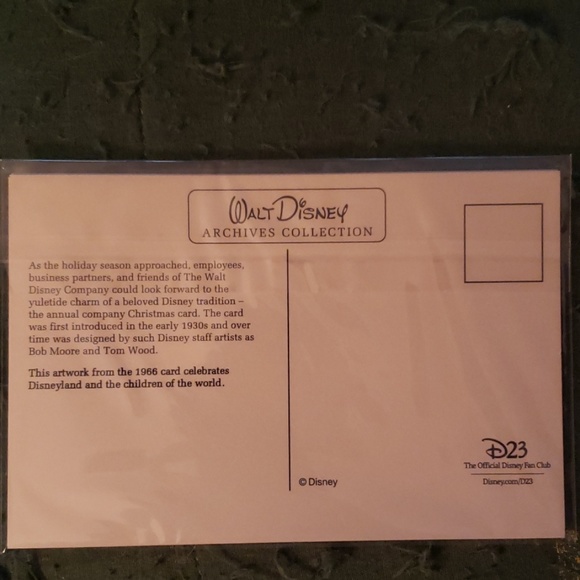 WALT DISNEY
ARCHIVES COLLECTION
As the holiday season approached, employees,
business partners, and friends of The Walt
Disney Company could look forward to the
yuletide charm of a beloved Disney tradition –
the annual company Christmas card. The card
was first introduced in the early 1930s and over
time was designed by such Disney staff artists as
Bob Moore and Tom Wood.
This artwork from the 1966 card celebrates
Disneyland and the children of the world.
© Disney
D23
The Official Disney Fan Club
Disney.com/D23